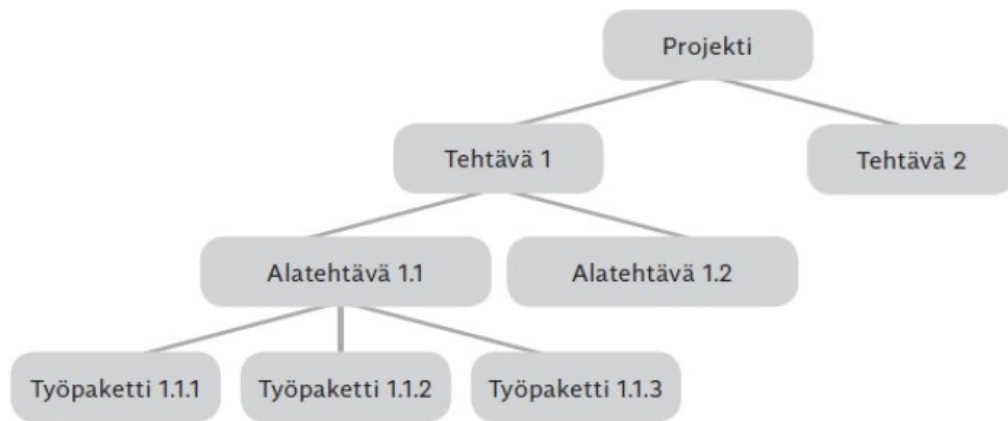 Projekti
Tehtävä 1
Tehtävä 2
Alatehtävä 1.1
Alatehtävä 1.2
Työpaketti 1.1.1
Työpaketti 1.1.2
Työpaketti 1.1.3